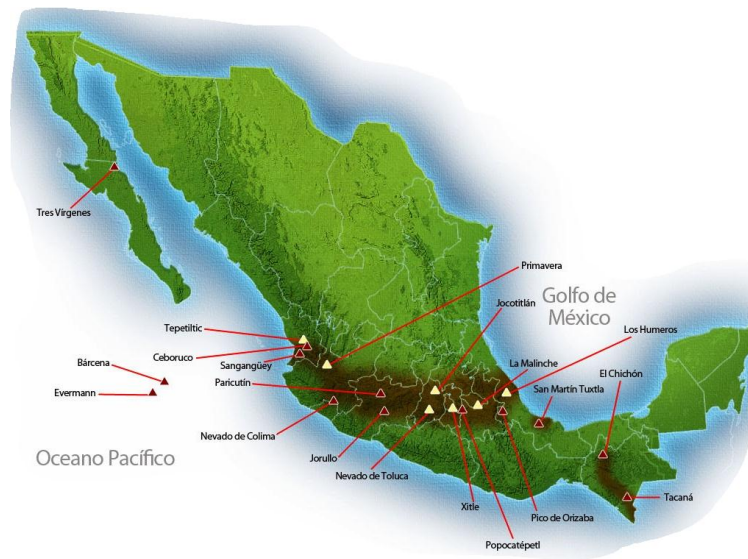 Tres Vírgenes
Primavera
Jocotitlán
Golfo de
México
Tepetiltic
Los Humeros
Ceboruco
Sangangüey
La Malinche
Bárcena
El Chichón
Paricutín
San Martín Tuxtla
Evermann
Nevado de Colima
Oceano Pacífico
Jorullo
Nevado de Toluca
Tacaná
Xitle
Pico de Orizaba
Popocatépetl